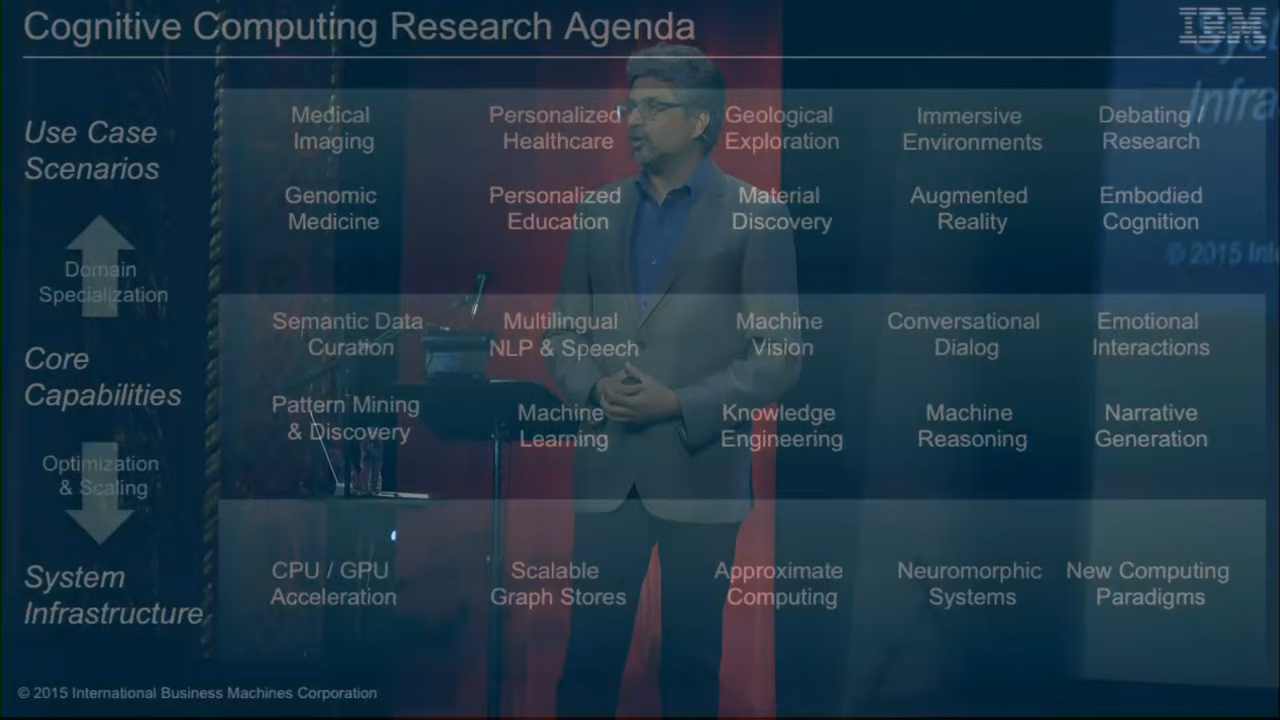 Cognitive Computing Research Agenda
IBM
Use Case
Scenarios
Medical
Imaging
Personalized
Healthcare
Geological
Exploration
Immersive
Environments
Debating /
Research
Genomic
Medicine
Personalized
Education
Material
Discovery
Augmented
Reality
Embodied
Cognition
Domain
Specialization
Core
Capabilities
Semantic Data
Curation
Multilingual
NLP & Speech
Machine
Vision
Conversational
Dialog
Emotional
Interactions
Pattern Mining
& Discovery
Machine
Learning
Knowledge
Engineering
Machine
Reasoning
Narrative
Generation
Optimization
& Scaling
System
Infrastructure
CPU / GPU
Acceleration
Scalable
Graph Stores
Approximate
Computing
Neuromorphic
Systems
New Computing
Paradigms
Infra
© 2015 Inte
© 2015 International Business Machines Corporation